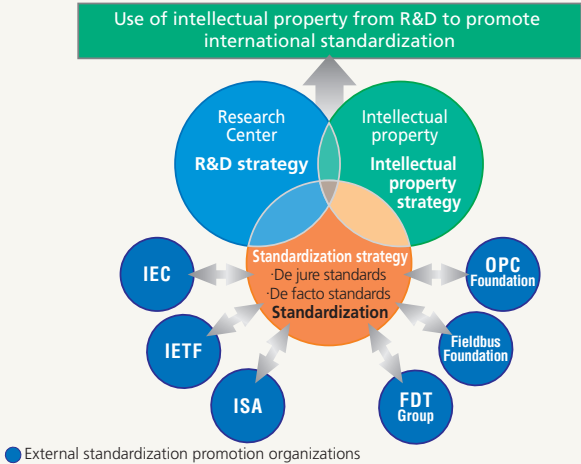 Use of intellectual property from R&D to promote
international standardization
Research
Center
R&D strategy
Intellectual
property
Intellectual
property
strategy
Standardization strategy
·De jure standards
·De facto standards
Standardization
IEC
IETF
ISA
OPC
Foundation
Fieldbus
Foundation
FDT
Group
External standardization promotion organizations